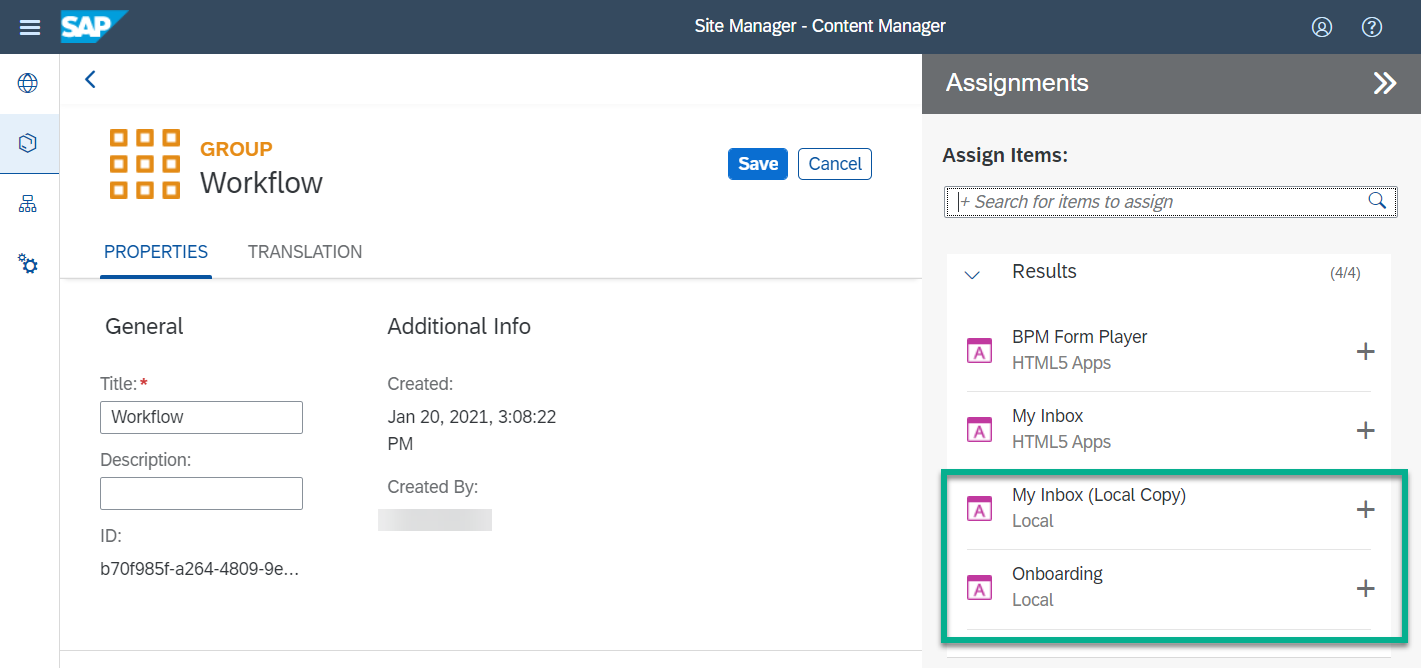 SAP
Site Manager - Content Manager
GROUP
Workflow
Save
Cancel
PROPERTIES
TRANSLATION
General
Title:*
Workflow
Description:
ID:
b70f985f-a264-4809-9e...
Additional Info
Created:
Jan 20, 2021, 3:08:22
PM
Created By:
Assignments
Assign Items:
+ Search for items to assign
Results
(4/4)
A
BPM Form Player
HTML5 Apps
A
My Inbox
HTML5 Apps
A
My Inbox (Local Copy)
Local
A
Onboarding
Local